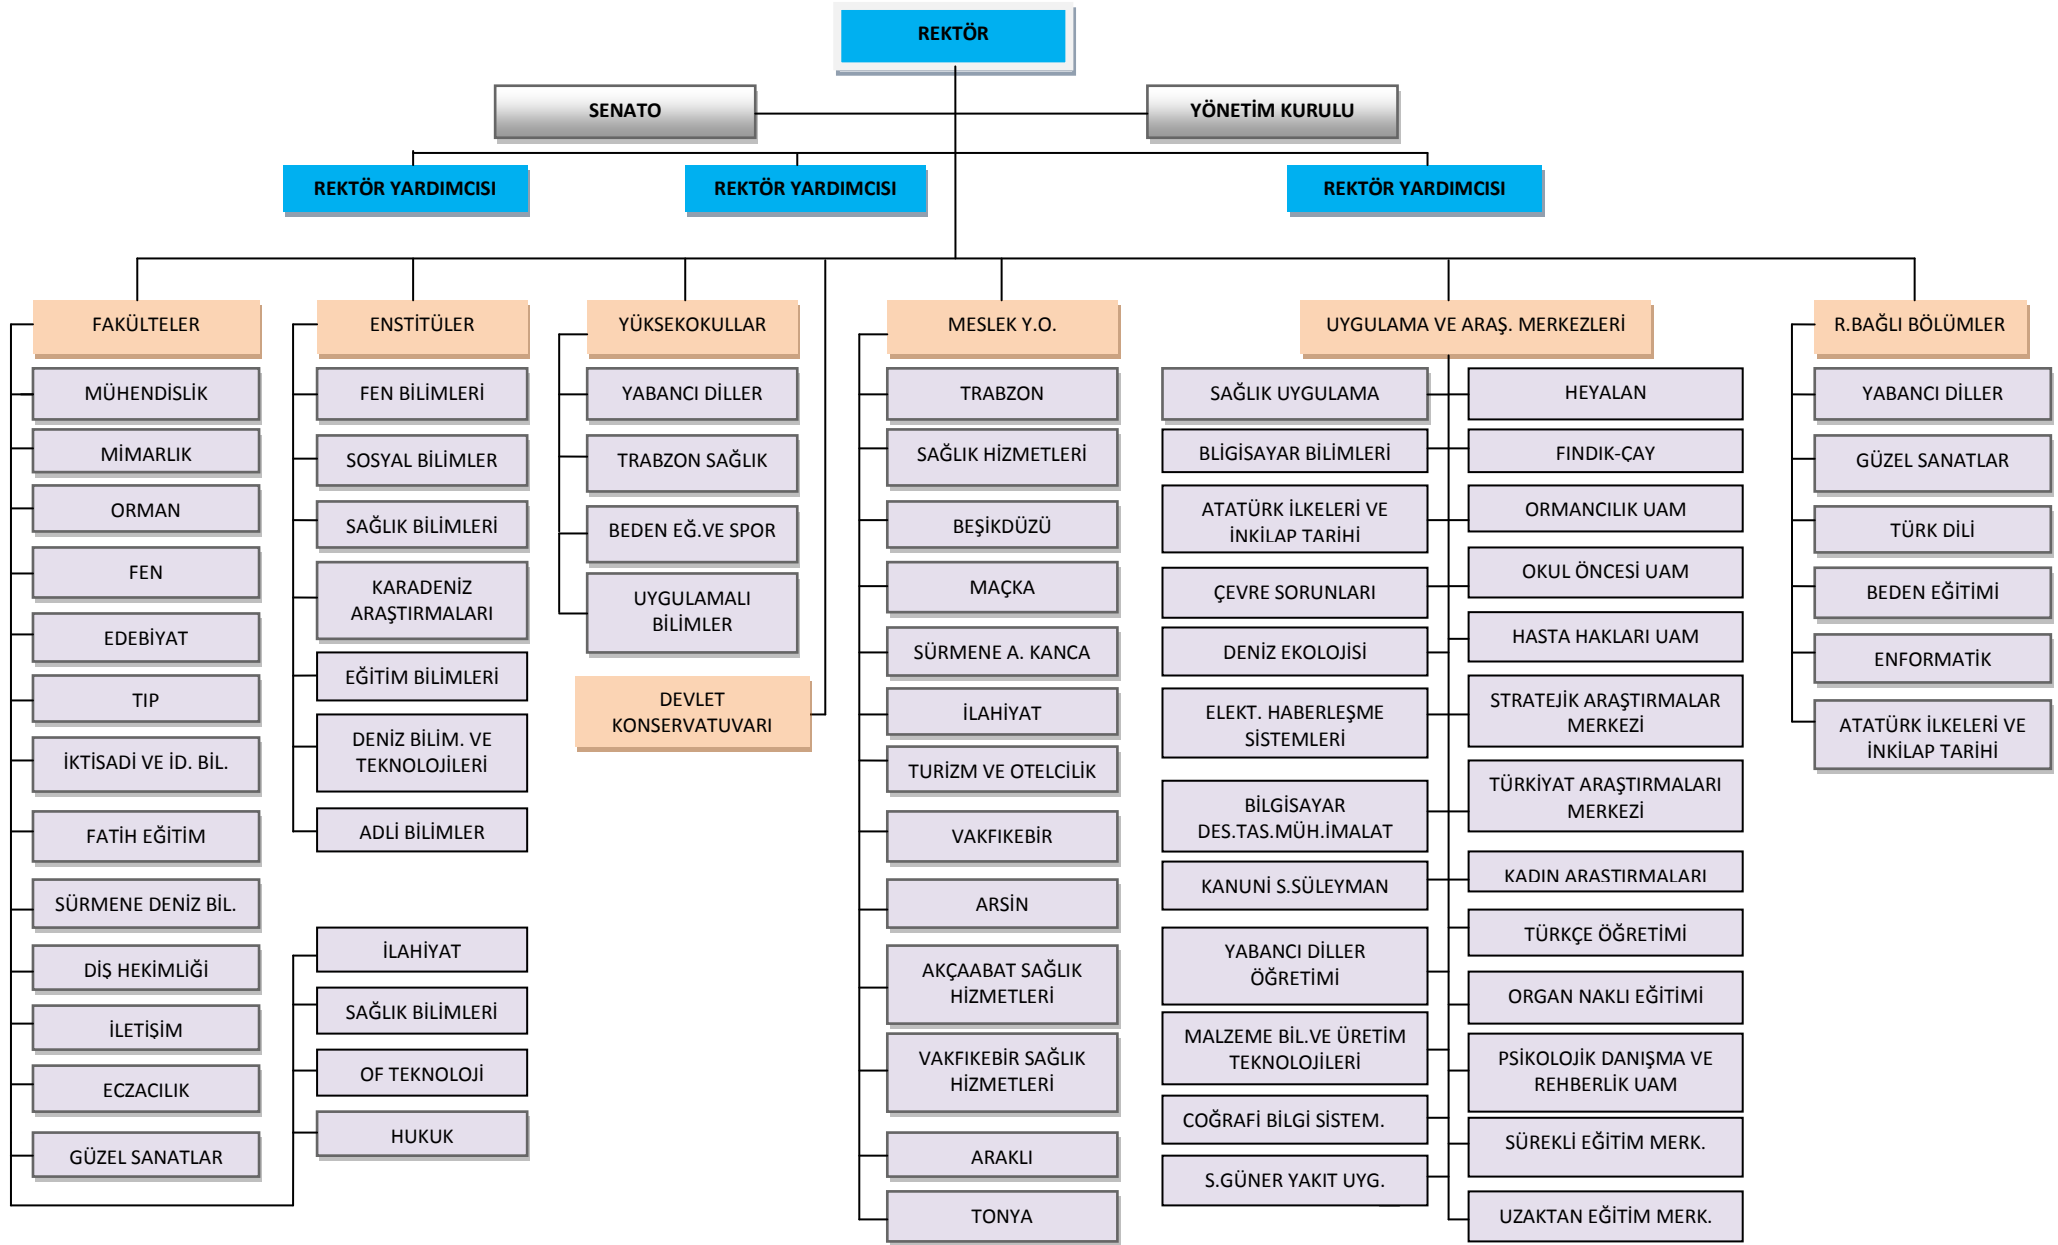 REKTÖR
SENATO
YÖNETİM KURULU
REKTÖR YARDIMCISI
REKTÖR YARDIMCISI
REKTÖR YARDIMCISI
FAKÜLTELER
MÜHENDİSLİK
MİMARLIK
ORMAN
FEN
EDEBİYAT
TIP
İKTİSADİ VE İD. BİL.
FATİH EĞİTİM
SÜRMENE DENİZ BİL.
DİŞ HEKİMLİĞİ
İLETİŞİM
ECZACILIK
GÜZEL SANATLAR
İLAHİYAT
SAĞLIK BİLİMLERİ
OF TEKNOLOJİ
HUKUK
ENSTİTÜLER
FEN BİLİMLERİ
SOSYAL BİLİMLER
SAĞLIK BİLİMLERİ
KARADENİZ
ARAŞTIRMALARI
EĞİTİM BİLİMLERİ
DENİZ BİLİM. VE
TEKNOLOJİLERİ
ADLİ BİLİMLER
YÜKSEKOKULLAR
YABANCI DİLLER
TRABZON SAĞLIK
BEDEN EĞ.VE SPOR
UYGULAMALI
BİLİMLER
DEVLET
KONSERVATUVARI
MESLEK Y.O.
TRABZON
SAĞLIK HİZMETLERİ
BEŞİKDÜZÜ
MAÇKA
SÜRMENE A. KANCA
İLAHİYAT
TURİZM VE OTELCİLİK
VAKFIKEBİR
ARSİN
AKÇAABAT SAĞLIK
HİZMETLERİ
VAKFIKEBİR SAĞLIK
HİZMETLERİ
ARAKLI
TONYA
UYGULAMA VE ARAŞ. MERKEZLERİ
SAĞLIK UYGULAMA
BLİGİSAYAR BİLİMLERİ
ATATÜRK İLKELERİ VE
İNKİLAP TARİHİ
ÇEVRE SORUNLARI
DENİZ EKOLOJİSİ
ELEKT. HABERLEŞME
SİSTEMLERİ
BİLGİSAYAR
DES.TAS.MÜH.İMALAT
KANUNİ S.SÜLEYMAN
YABANCI DİLLER
ÖĞRETİMİ
MALZEME BİL.VE ÜRETİM
TEKNOLOJİLERİ
COĞRAFİ BİLGİ SİSTEM.
S.GÜNER YAKIT UYG.
HEYALAN
FINDIK-ÇAY
ORMANCILIK UAM
OKUL ÖNCESİ UAM
HASTA HAKLARI UAM
STRATEJİK ARAŞTIRMALAR
MERKEZİ
TÜRKİYAT ARAŞTIRMALARI
MERKEZİ
KADIN ARAŞTIRMALARI
TÜRKÇE ÖĞRETİMİ
ORGAN NAKLI EĞİTİMİ
PSİKOLOJİK DANIŞMA VE
REHBERLİK UAM
SÜREKLİ EĞİTİM MERK.
UZAKTAN EĞİTİM MERK.
R.BAĞLI BÖLÜMLER
YABANCI DİLLER
GÜZEL SANATLAR
TÜRK DİLİ
BEDEN EĞİTİMİ
ENFORMATİK
ATATÜRK İLKELERİ VE
İNKİLAP TARİHİ